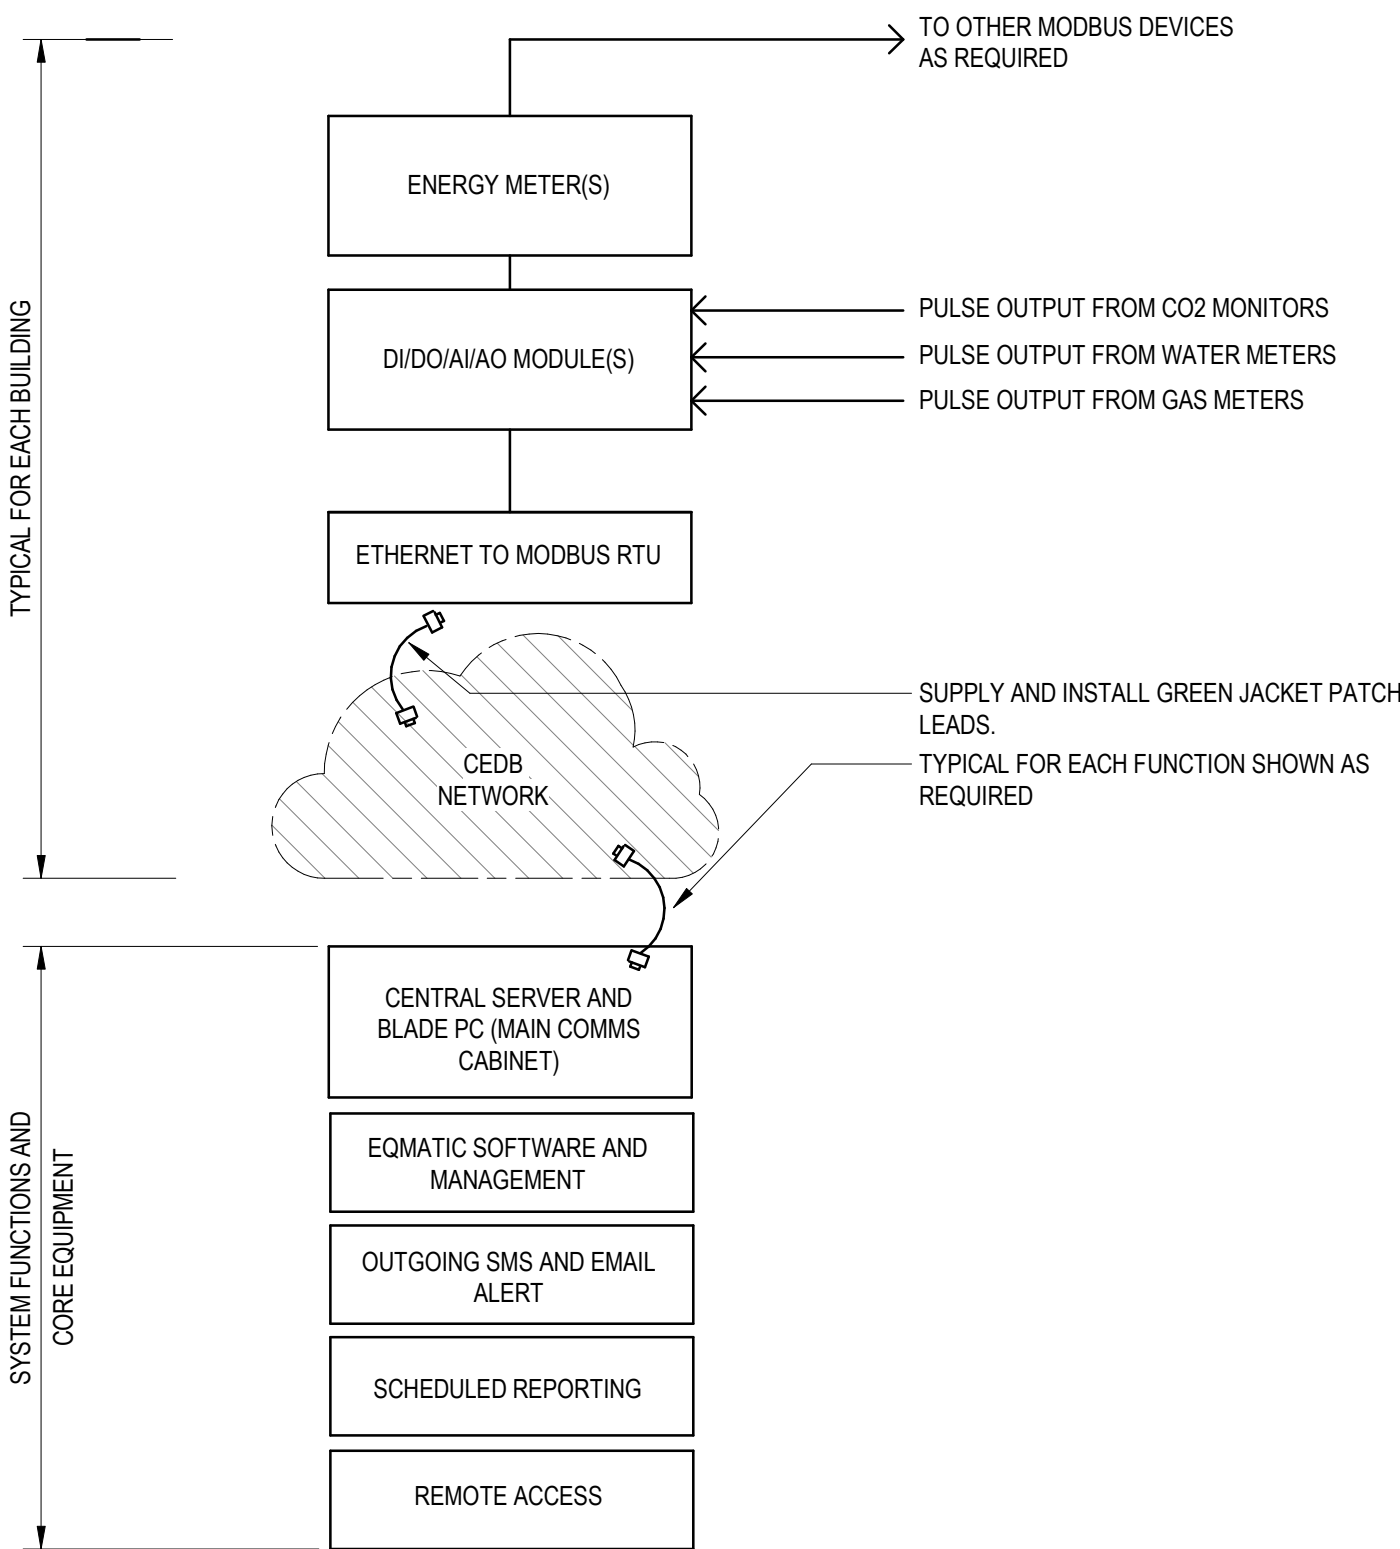 TO OTHER MODBUS DEVICES
AS REQUIRED
ENERGY METER(S)
TYPICAL FOR EACH BUILDING
DI/DO/AI/AO MODULE(S)
PULSE OUTPUT FROM CO2 MONITORS
PULSE OUTPUT FROM WATER METERS
PULSE OUTPUT FROM GAS METERS
ETHERNET TO MODBUS RTU
SUPPLY AND INSTALL GREEN JACKET PATCH
LEADS.
TYPICAL FOR EACH FUNCTION SHOWN AS
REQUIRED
CEDB
NETWORK
SYSTEM FUNCTIONS AND
CORE EQUIPMENT
CENTRAL SERVER AND
BLADE PC (MAIN COMMS
CABINET)
EQMATIC SOFTWARE AND
MANAGEMENT
OUTGOING SMS AND EMAIL
ALERT
SCHEDULED REPORTING
REMOTE ACCESS